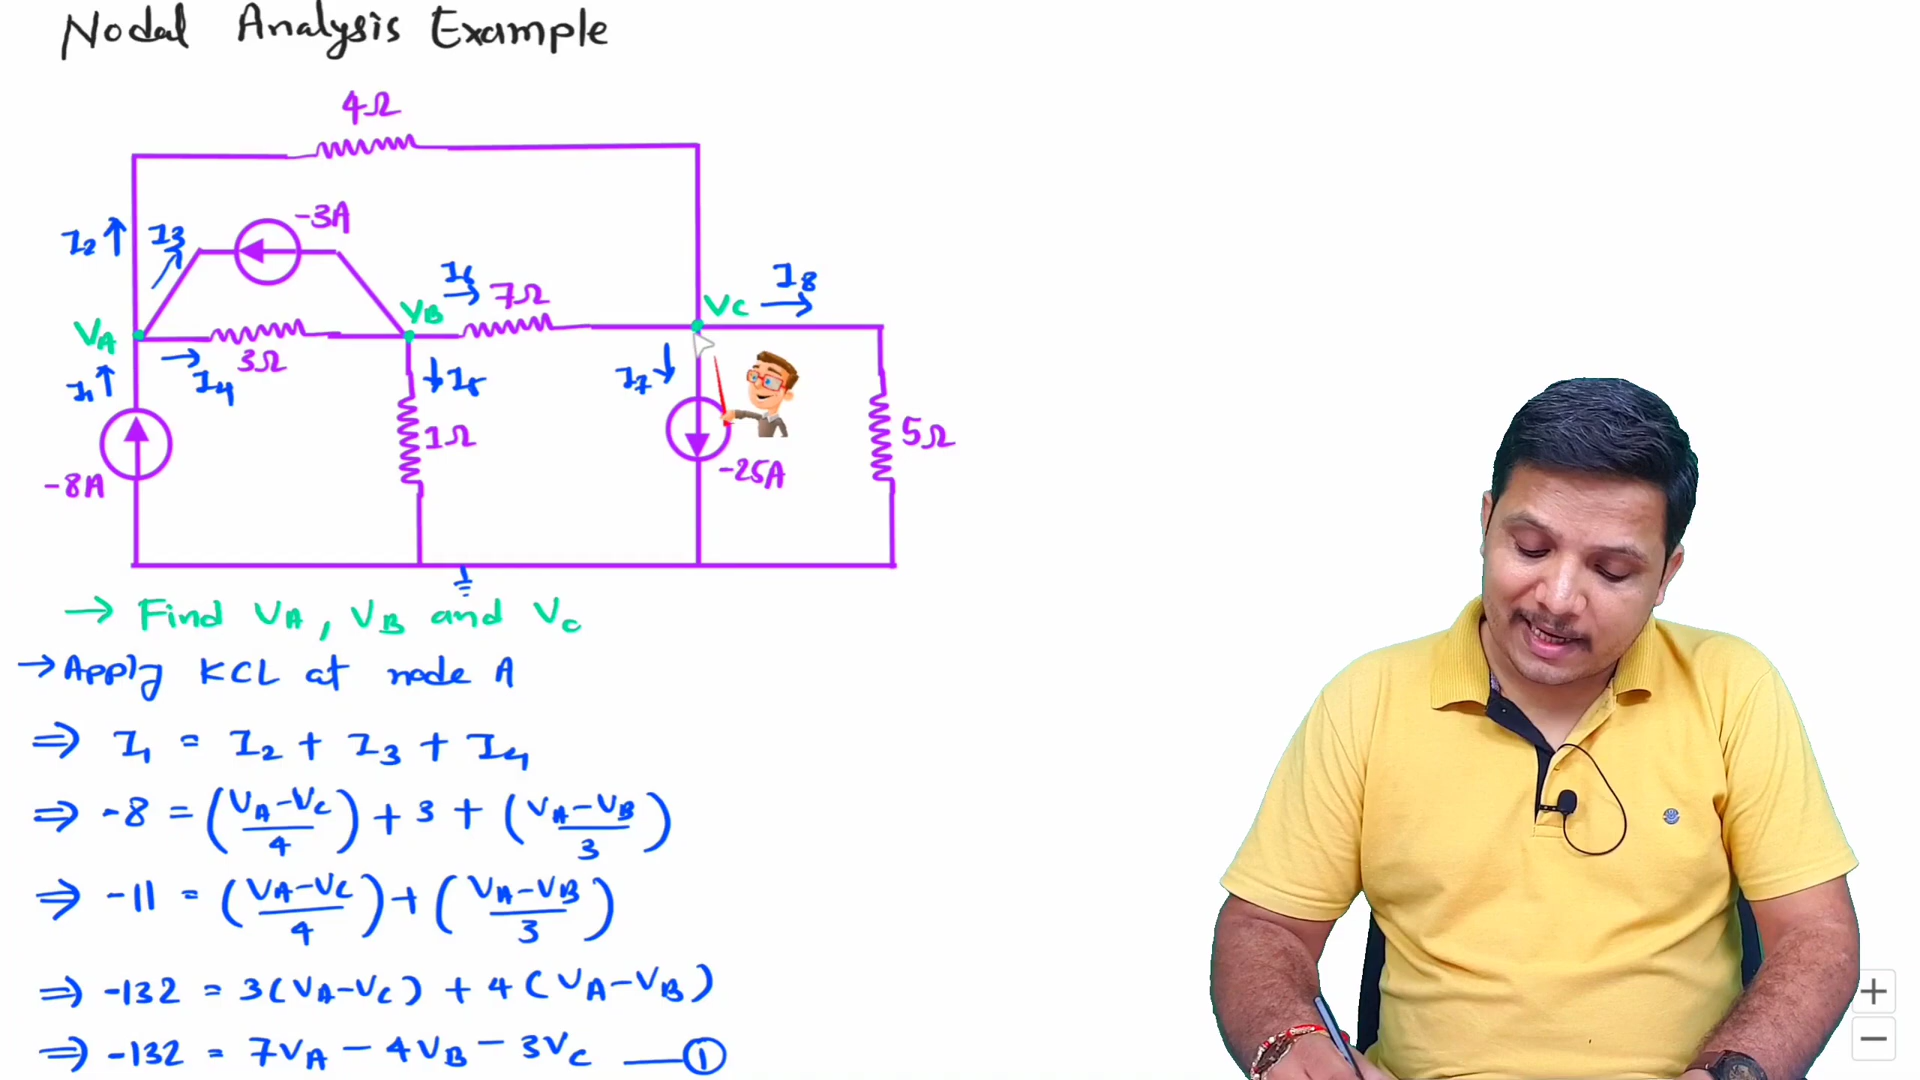 Nodal Analysis Example
4Ω
-3A
I2 ↑ I3
I6
7Ω
I8
VA
VB
VC
3Ω
I1 ↑
I4
↓ I5
I7 ↓
1Ω
5Ω
-8A
-25A
→ Find VA, VB and Vc
→ Apply KCL at node A
⇒ I1 = I2 + I3 + I4
⇒ -8 = (VA-VC/4) + 3 + (VA-VB/3)
⇒ -11 = (VA-VC/4) + (VA-VB/3)
⇒ -132 = 3(VA-VC) + 4(VA-VB)
⇒ -132 = 7VA - 4VB - 3VC —— ①
+
−